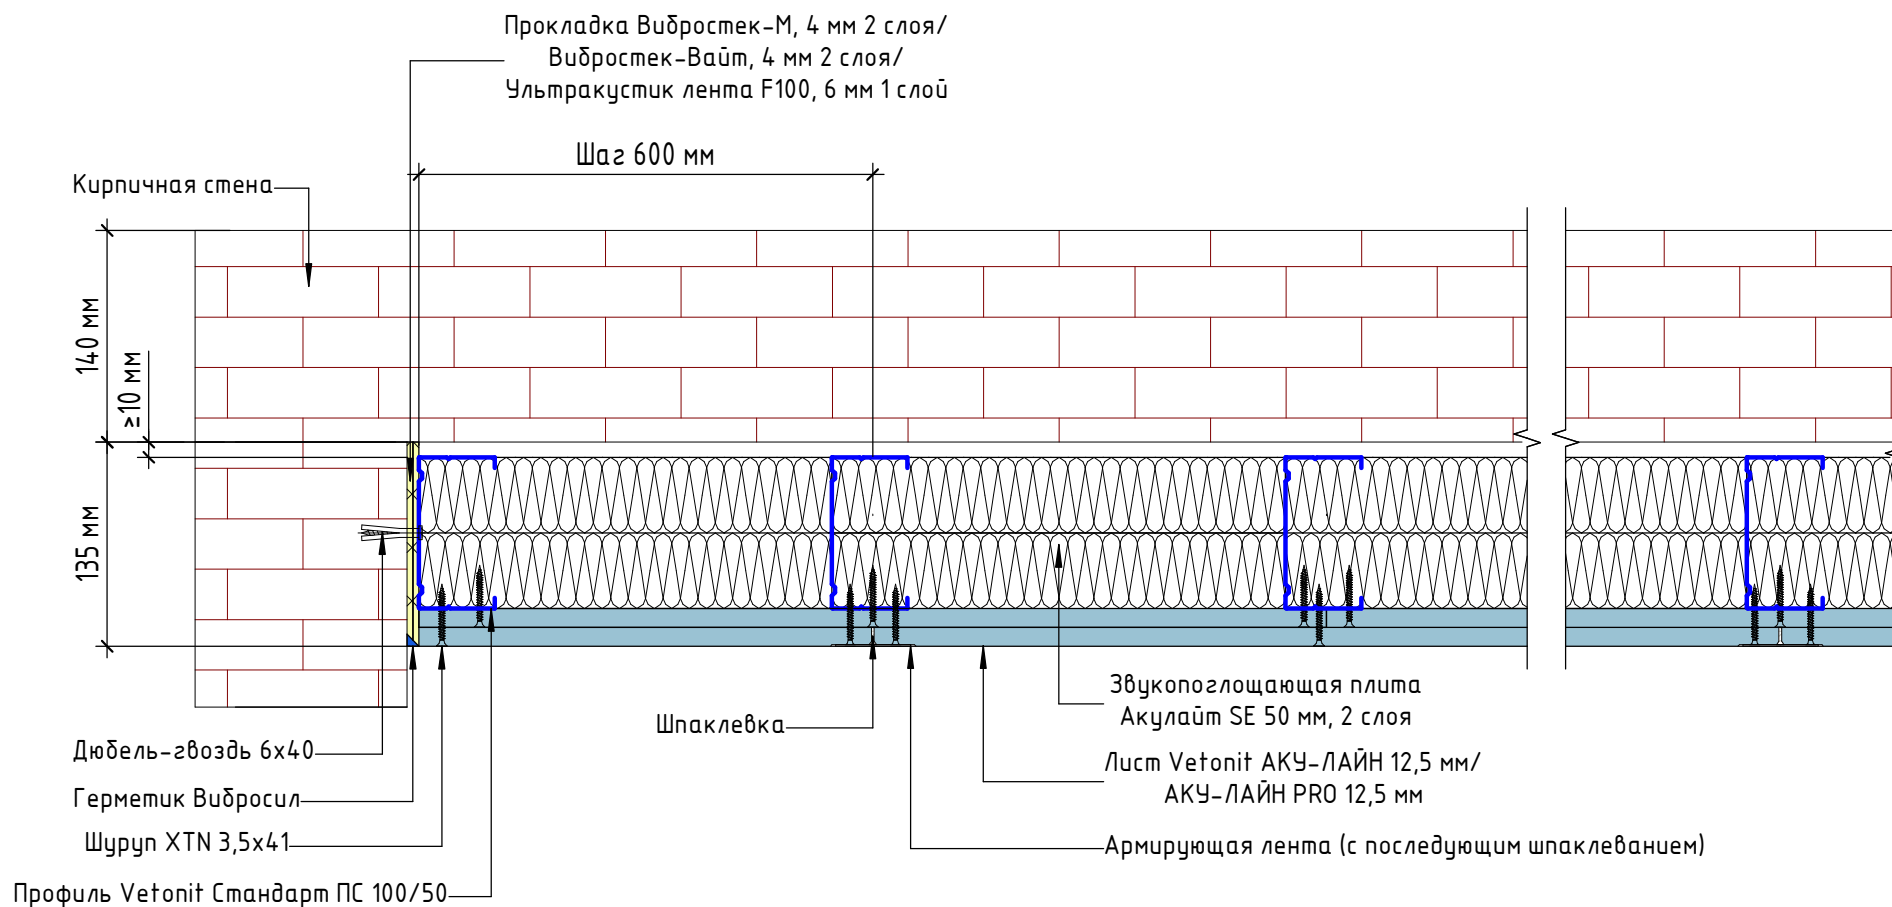 Прокладка Вибростек-М, 4 мм 2 слоя/
Вибростек-Вайт, 4 мм 2 слоя/
Ультракустик лента F100, 6 мм 1 слой
Шаг 600 мм
Кирпичная стена
140 мм
≥10 мм
135 мм
Звукопоглощающая плита
Акулайт SE 50 мм, 2 слоя
Шпаклевка
Дюбель-гвоздь 6x40
Лист Vetonit АКУ-ЛАЙН 12,5 мм/
АКУ-ЛАЙН PRO 12,5 мм
Герметик Вибросил
Шуруп XTN 3,5x41
Армирующая лента (с последующим шпаклеванием)
Профиль Vetonit Стандарт ПС 100/50